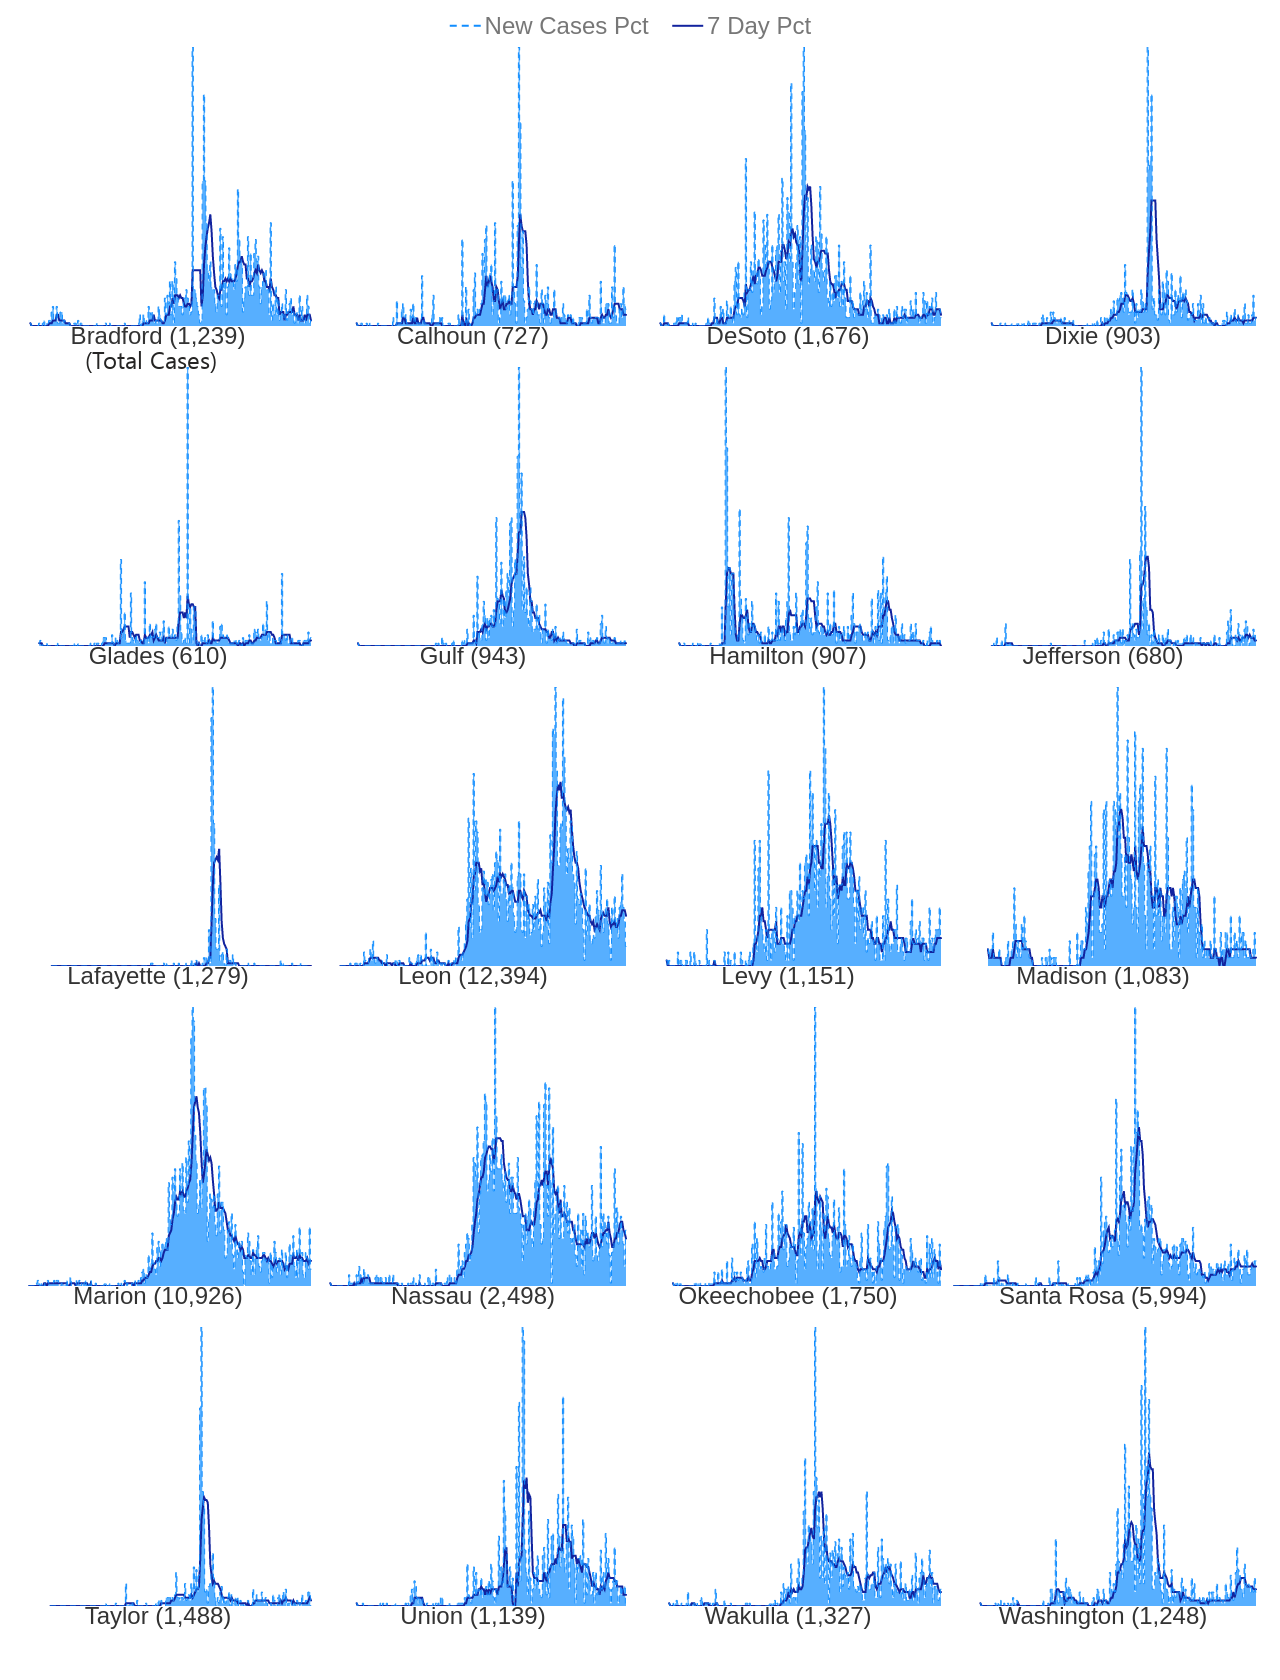 New Cases Pct 7 Day Pct
Bradford (1,239) Calhoun (727) DeSoto (1,676) Dixie (903)
(Total Cases)
Glades (610) Gulf (943) Hamilton (907) Jefferson (680)
Lafayette (1,279) Leon (12,394) Levy (1,151) Madison (1,083)
Marion (10,926) Nassau (2,498) Okeechobee (1,750) Santa Rosa (5,994)
Taylor (1,488) Union (1,139) Wakulla (1,327) Washington (1,248)